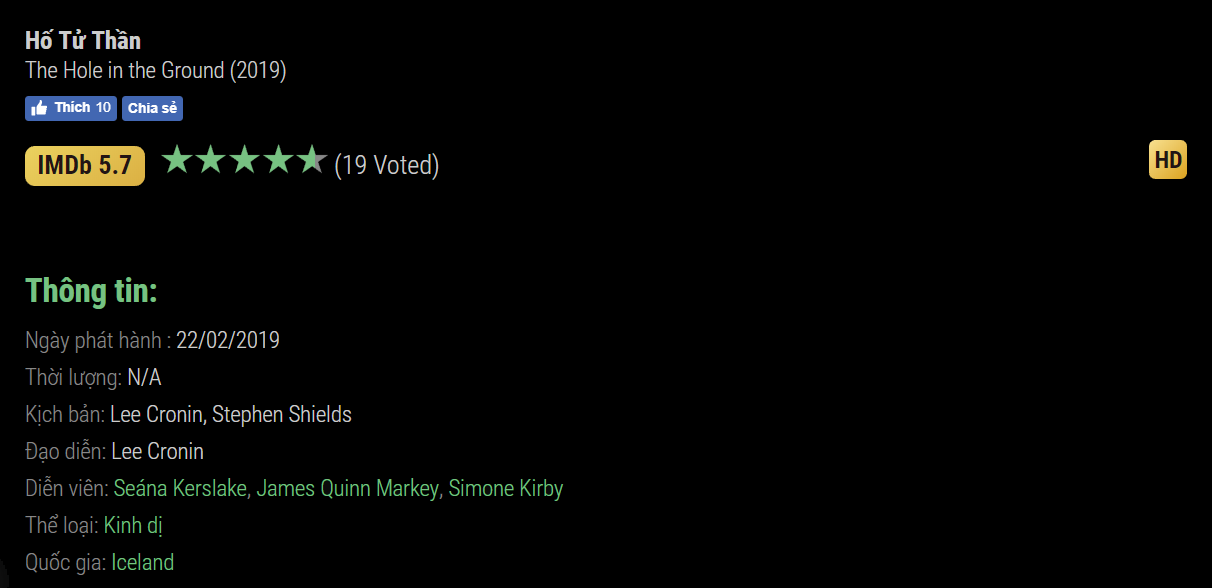 Hố Tử Thần
The Hole in the Ground (2019)
Thích 10 Chia sẻ
IMDb 5.7 (19 Voted) HD
Thông tin:
Ngày phát hành : 22/02/2019
Thời lượng: N/A
Kịch bản: Lee Cronin, Stephen Shields
Đạo diễn: Lee Cronin
Diễn viên: Seána Kerslake, James Quinn Markey, Simone Kirby
Thể loại: Kinh dị
Quốc gia: Iceland